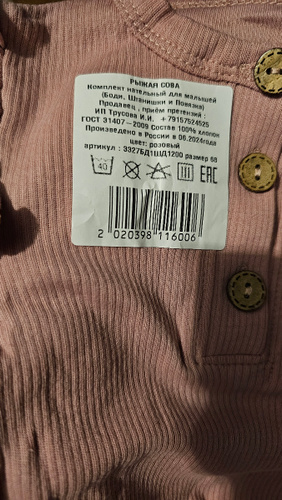 РЫЖАЯ СОВА
Комплект нательный для малышей
(Боди, Штанишки и Повязка)
Продавец , приём претензий :
ИП Трусова И.И. +79157524525
ГОСТ 31407 – 2009 Состав 100% хлопок
Произведено в России в 06.2024года
цвет: розовый
артикул : 3327БД1ШД1200 размер 68
40
EAC
2 020398 116006